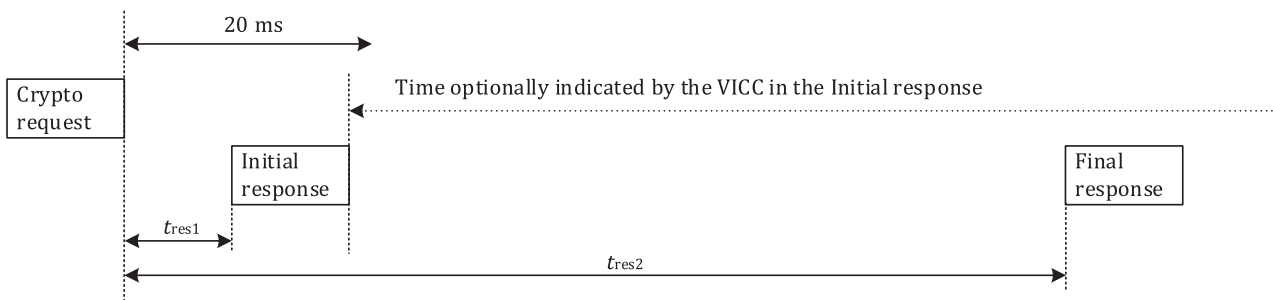 20 ms
Crypto
request
Time optionally indicated by the VICC in the Initial response
Initial
response
Final
response
tres1
tres2